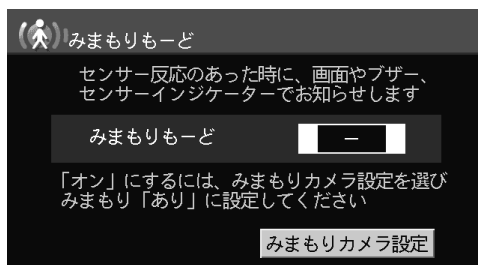 みまもりもーど
センサー反応のあった時に、画面やブザー、
センサーインジケーターでお知らせします
みまもりもーど
－
「オン」にするには、みまもりカメラ設定を選び
みまもり「あり」に設定してください
みまもりカメラ設定